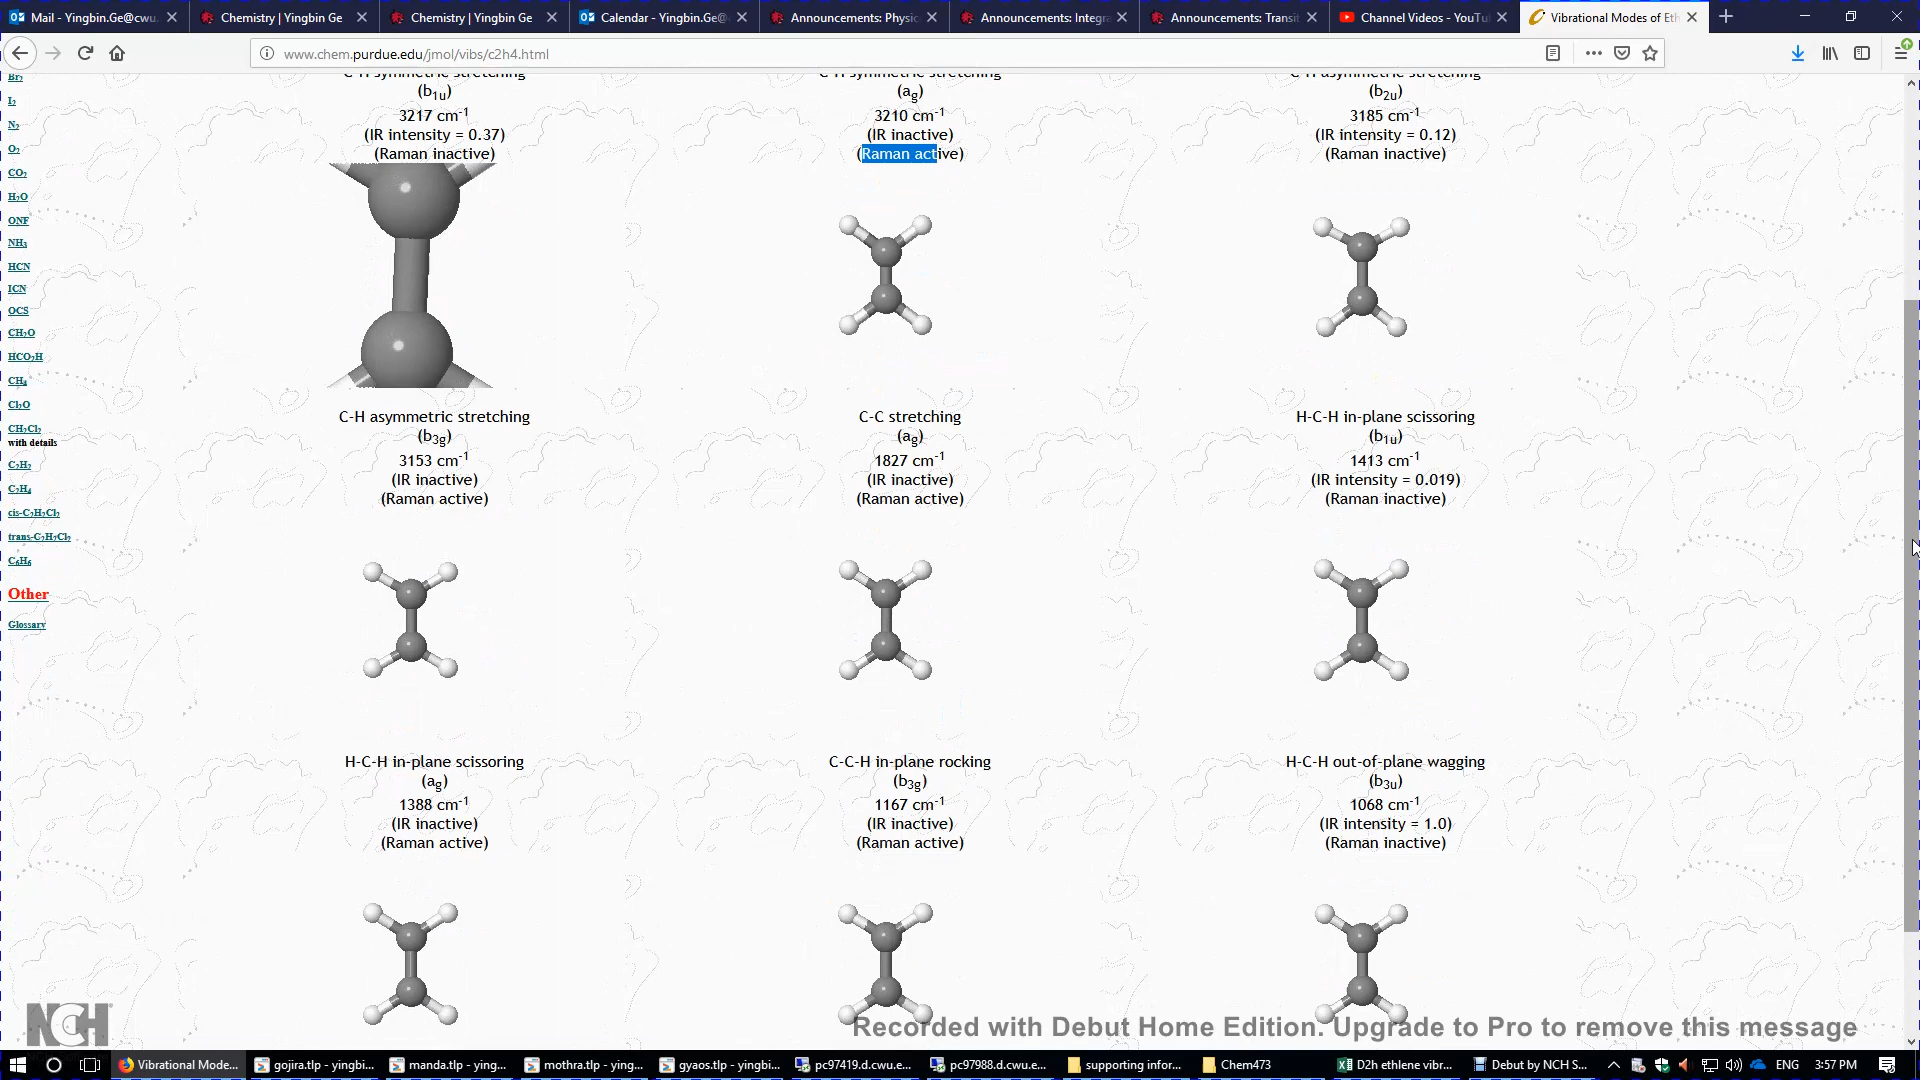 Mail - Yingbin.Ge@cwu.
Chemistry | Yingbin Ge
Chemistry | Yingbin Ge
Calendar - Yingbin.Ge@
Announcements: Physic
Announcements: Integra
Announcements: Transit
Channel Videos - YouTu
Vibrational Modes of Eth
www.chem.purdue.edu/jmol/vibs/c2h4.html
Br₂
I₂
N₂
O₂
CO₂
H₂O
ONF
NH₃
HCN
ICN
OCS
CH₂O
HCO₂H
CH₄
Cl₂O
CH₂Cl₂
with details
C₂H₂
C₂H₄
cis-C₂H₂Cl₂
trans-C₂H₂Cl₂
C₆H₆
Other
Glossary
C-H symmetric stretching
(b1u)
3217 cm-1
(IR intensity = 0.37)
(Raman inactive)
C-H symmetric stretching
(ag)
3210 cm-1
(IR inactive)
(Raman active)
C-H asymmetric stretching
(b2u)
3185 cm-1
(IR intensity = 0.12)
(Raman inactive)
C-H asymmetric stretching
(b3g)
3153 cm-1
(IR inactive)
(Raman active)
C-C stretching
(ag)
1827 cm-1
(IR inactive)
(Raman active)
H-C-H in-plane scissoring
(b1u)
1413 cm-1
(IR intensity = 0.019)
(Raman inactive)
H-C-H in-plane scissoring
(ag)
1388 cm-1
(IR inactive)
(Raman active)
C-C-H in-plane rocking
(b3g)
1167 cm-1
(IR inactive)
(Raman active)
H-C-H out-of-plane wagging
(b3u)
1068 cm-1
(IR intensity = 1.0)
(Raman inactive)
NCH
Recorded with Debut Home Edition. Upgrade to Pro to remove this message
Vibrational Mode...
gojira.tlp - yingbi...
manda.tlp - ying...
mothra.tlp - ying...
gyaos.tlp - yingbi...
pc97419.d.cwu.e...
pc97988.d.cwu.e...
supporting infor...
Chem473
D2h ethlene vibr...
Debut by NCH S...
ENG
3:57 PM